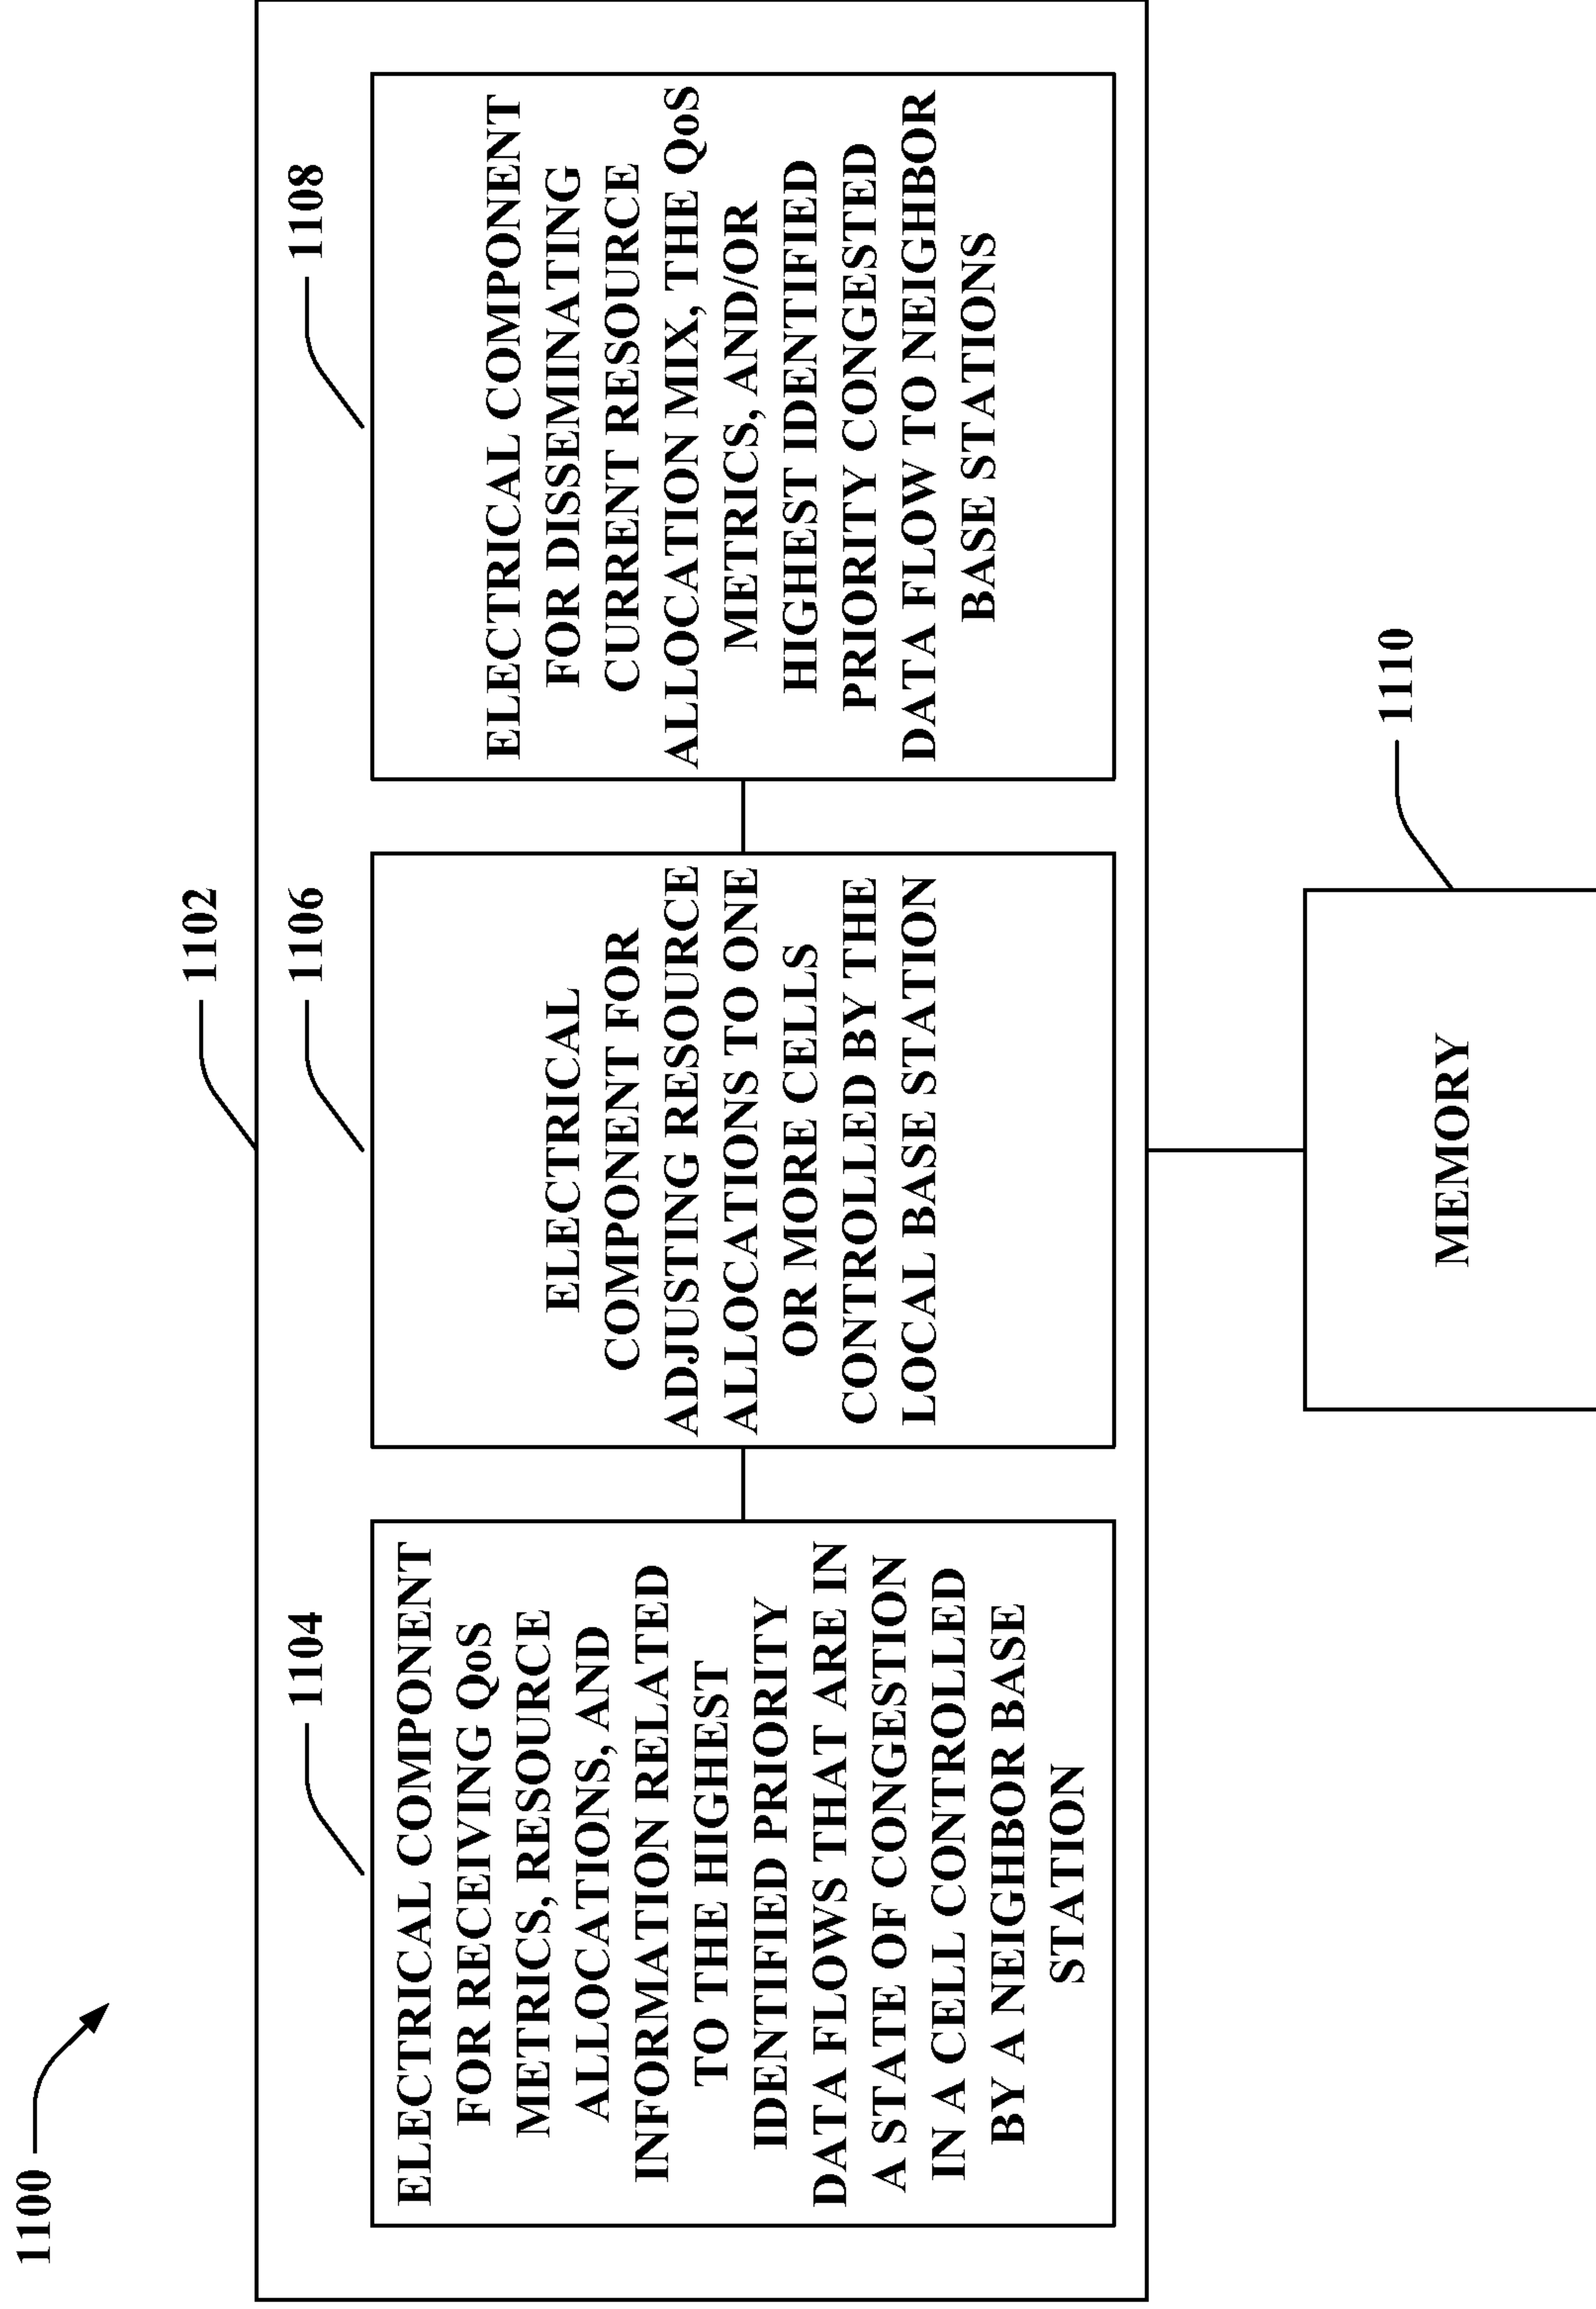 1100
1102
1104
ELECTRICAL COMPONENT
FOR RECEIVING QoS
METRICS, RESOURCE
ALLOCATIONS, AND
INFORMATION RELATED
TO THE HIGHEST
IDENTIFIED PRIORITY
DATA FLOWS THAT ARE IN
A STATE OF CONGESTION
IN A CELL CONTROLLED
BY A NEIGHBOR BASE
STATION
1106
ELECTRICAL
COMPONENT FOR
ADJUSTING RESOURCE
ALLOCATIONS TO ONE
OR MORE CELLS
CONTROLLED BY THE
LOCAL BASE STATION
1108
ELECTRICAL COMPONENT
FOR DISSEMINATING
CURRENT RESOURCE
ALLOCATION MIX, THE QoS
METRICS, AND/OR
HIGHEST IDENTIFIED
PRIORITY CONGESTED
DATA FLOW TO NEIGHBOR
BASE STATIONS
1110
MEMORY